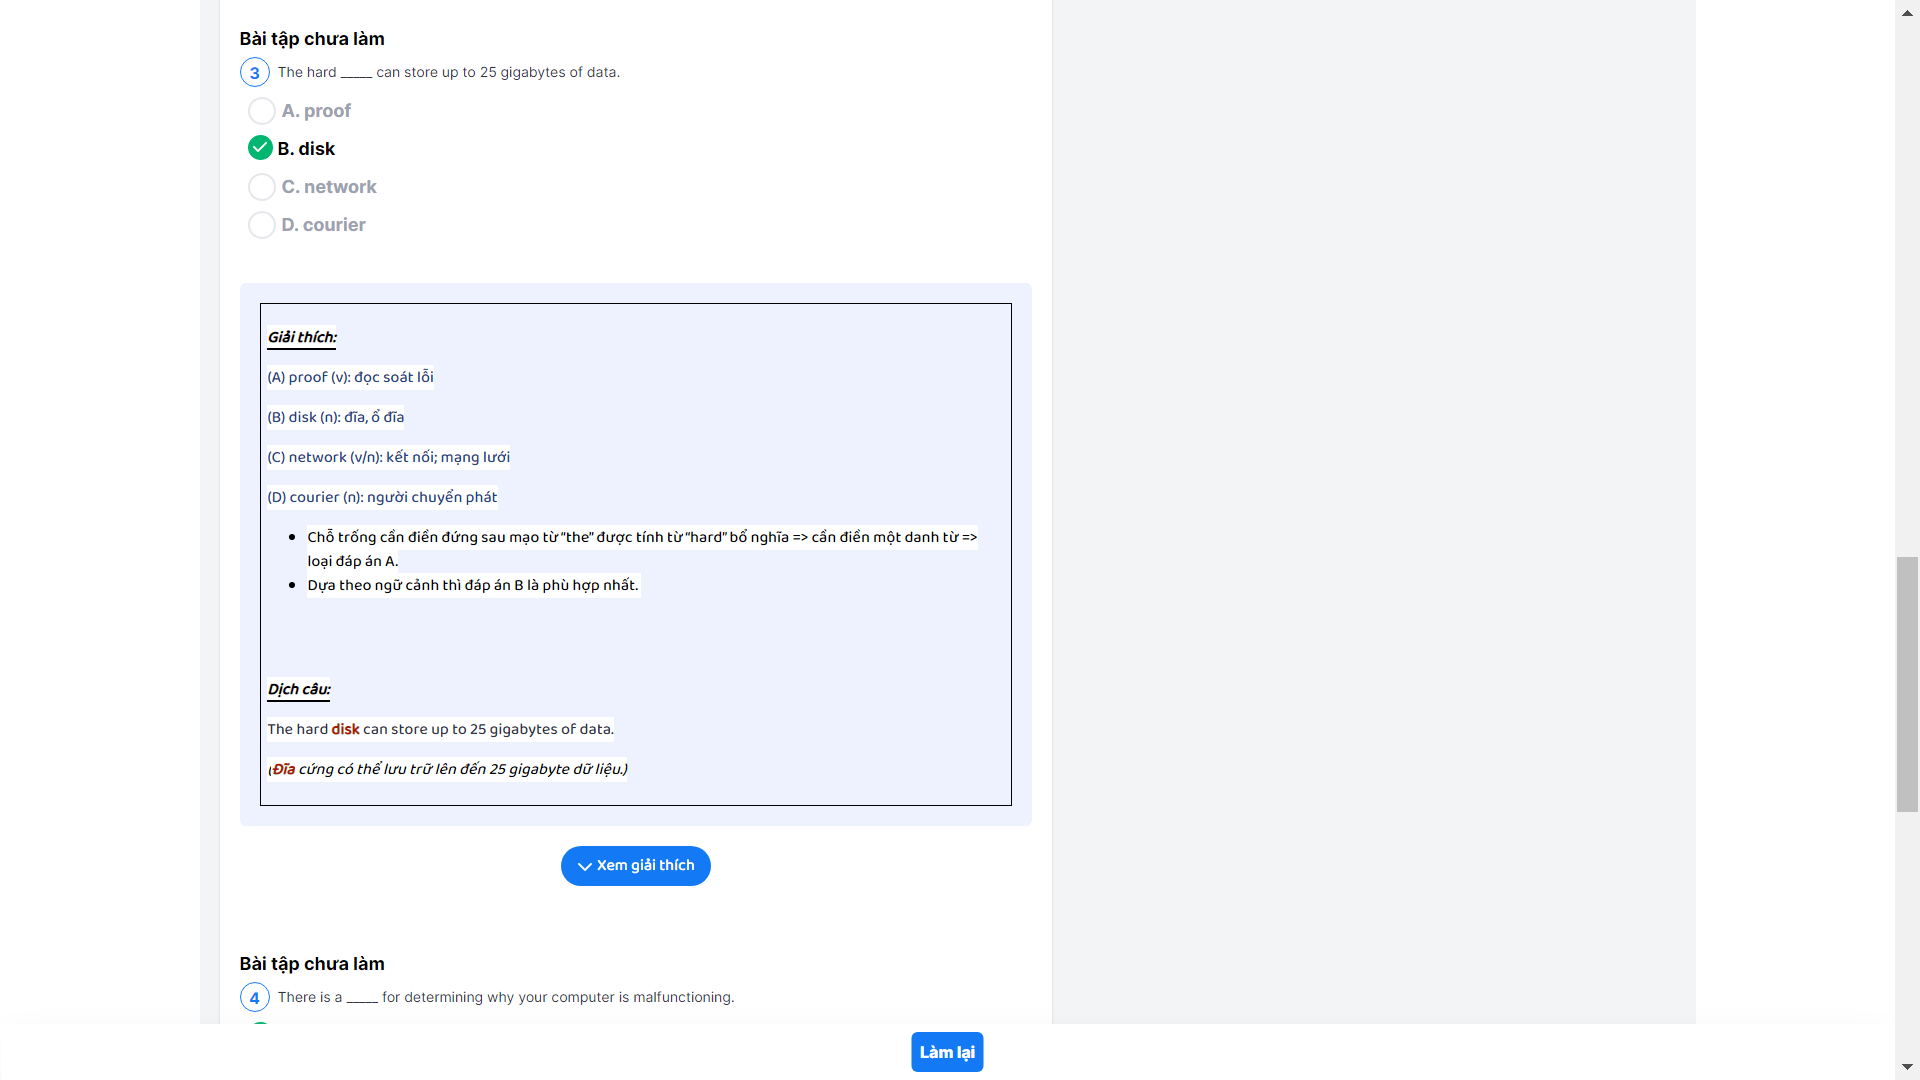 Bài tập chưa làm
3 The hard _____ can store up to 25 gigabytes of data.
A. proof
B. disk
C. network
D. courier
Giải thích:
(A) proof (v): đọc soát lỗi
(B) disk (n): đĩa, ổ đĩa
(C) network (v/n): kết nối; mạng lưới
(D) courier (n): người chuyển phát
Chỗ trống cần điền đứng sau mạo từ “the” được tính từ “hard” bổ nghĩa => cần điền một danh từ =>
loại đáp án A.
Dựa theo ngữ cảnh thì đáp án B là phù hợp nhất.
Dịch câu:
The hard disk can store up to 25 gigabytes of data.
(Đĩa cứng có thể lưu trữ lên đến 25 gigabyte dữ liệu.)
Xem giải thích
Bài tập chưa làm
4 There is a _____ for determining why your computer is malfunctioning.
Làm lại